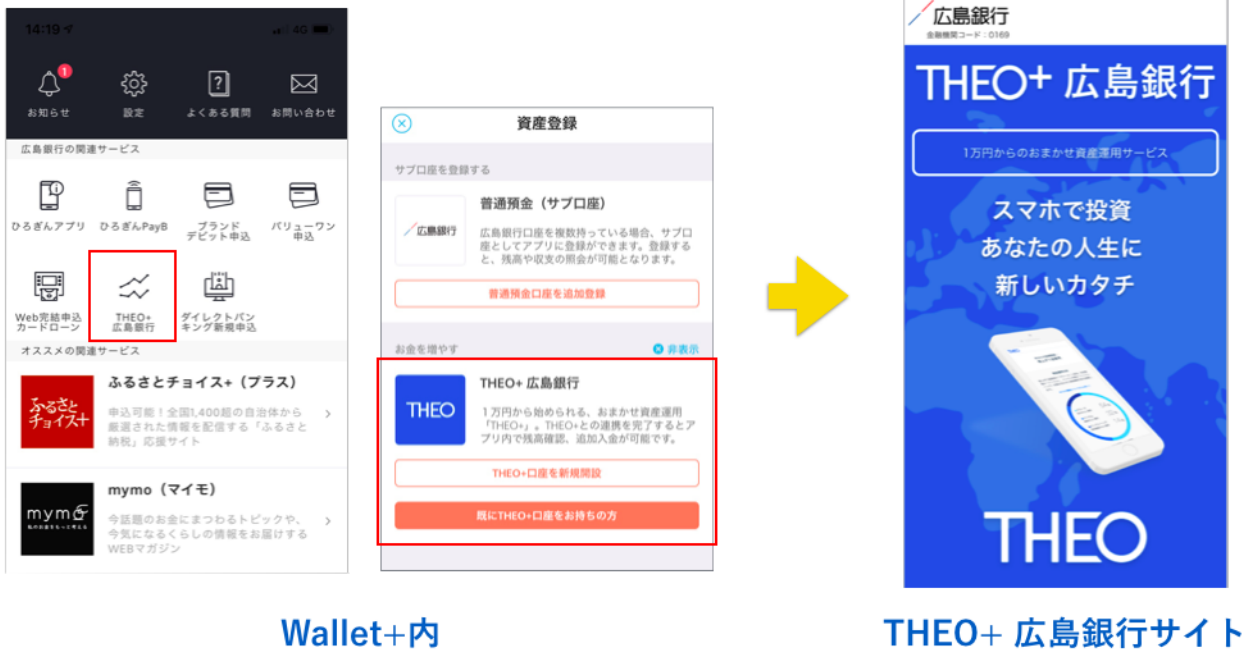 14:19
4G
1
お知らせ
設定
よくある質問
お問い合わせ
広島銀行の関連サービス
ひろぎんアプリ
ひろぎんPayB
ブランド
デビット申込
バリューワン
申込
Web完結申込
カードローン
THEO+
広島銀行
ダイレクトバン
キング新規申込
オススメの関連サービス
ふるさと
チョイス+
ふるさとチョイス+（プラス）
申込可能！全国1,400超の自治体から
厳選された情報を配信する「ふるさと
納税」応援サイト
mymo
私のお金をもっと考える
mymo（マイモ）
今話題のお金にまつわるトピックや、
今気になるくらしの情報をお届けする
WEBマガジン
資産登録
サブ口座を登録する
広島銀行
普通預金（サブ口座）
広島銀行口座を複数持っている場合、サブ口
座としてアプリに登録ができます。登録する
と、残高や収支の照会が可能となります。
普通預金口座を追加登録
お金を増やす
非表示
THEO
THEO+ 広島銀行
１万円から始められる、おまかせ資産運用
「THEO+」。THEO+との連携を完了するとア
プリ内で残高確認、追加入金が可能です。
THEO+口座を新規開設
既にTHEO+口座をお持ちの方
広島銀行
金融機関コード：0169
THEO+ 広島銀行
1万円からのおまかせ資産運用サービス
スマホで投資
あなたの人生に
新しいカタチ
THEO
Wallet+内
THEO+ 広島銀行サイト